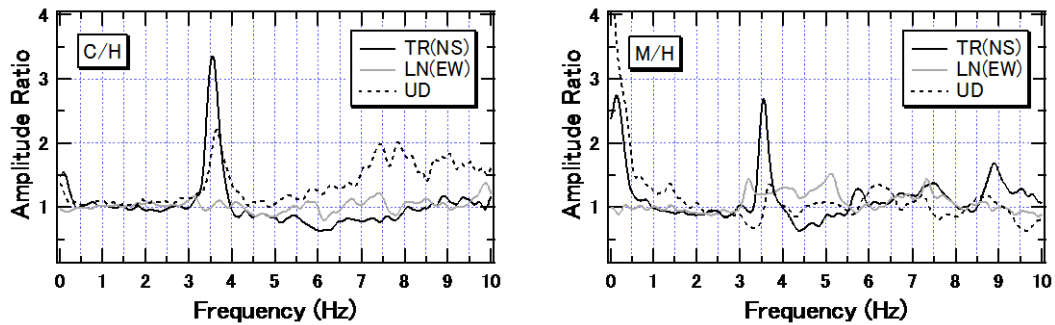 4
3
2
1
Amplitude Ratio
C/H
TR(NS)
LN(EW)
UD
0 1 2 3 4 5 6 7 8 9 10
Frequency (Hz)
4
3
2
1
Amplitude Ratio
M/H
TR(NS)
LN(EW)
UD
0 1 2 3 4 5 6 7 8 9 10
Frequency (Hz)